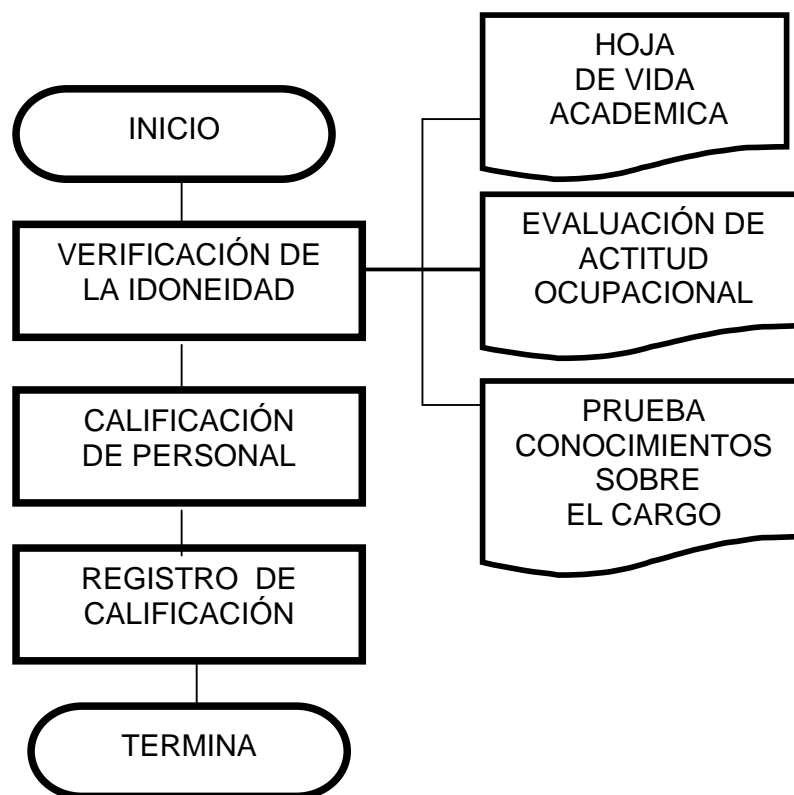 INICIO
VERIFICACIÓN DE
LA IDONEIDAD
CALIFICACIÓN
DE PERSONAL
REGISTRO DE
CALIFICACIÓN
TERMINA
HOJA
DE VIDA
ACADEMICA
EVALUACIÓN DE
ACTITUD
OCUPACIONAL
PRUEBA
CONOCIMIENTOS
SOBRE
EL CARGO